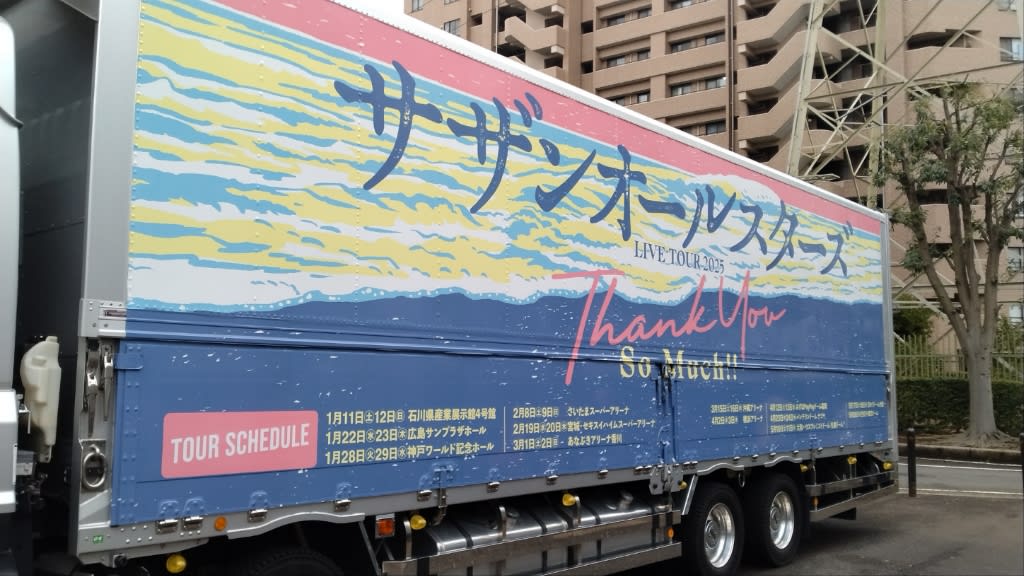 サザンオールスターズ
LIVE TOUR 2025
Thank You
So Much!!
TOUR SCHEDULE
1月11日㊏12日㊐ 石川県産業展示館4号館
1月22日㊌23日㊍ 広島サンプラザホール
1月28日㊋29日㊌ 神戸ワールド記念ホール
2月8日㊏9日㊐ さいたまスーパーアリーナ
2月19日㊌20日㊍ 宮城・セキスイハイムスーパーアリーナ
3月1日㊏2日㊐ あなぶきアリーナ香川